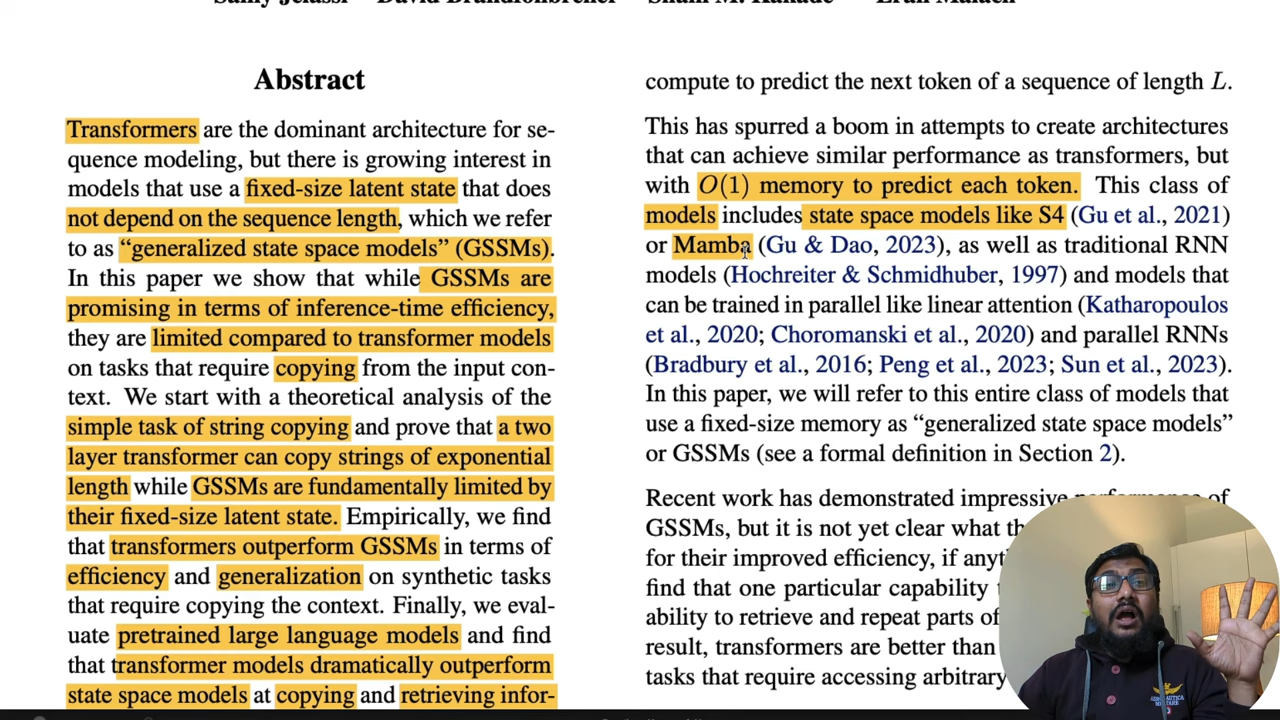 Abstract
Transformers are the dominant architecture for se-
quence modeling, but there is growing interest in
models that use a fixed-size latent state that does
not depend on the sequence length, which we refer
to as “generalized state space models” (GSSMs).
In this paper we show that while GSSMs are
promising in terms of inference-time efficiency,
they are limited compared to transformer models
on tasks that require copying from the input con-
text. We start with a theoretical analysis of the
simple task of string copying and prove that a two
layer transformer can copy strings of exponential
length while GSSMs are fundamentally limited by
their fixed-size latent state. Empirically, we find
that transformers outperform GSSMs in terms of
efficiency and generalization on synthetic tasks
that require copying the context. Finally, we eval-
uate pretrained large language models and find
that transformer models dramatically outperform
state space models at copying and retrieving infor-
compute to predict the next token of a sequence of length L.
This has spurred a boom in attempts to create architectures
that can achieve similar performance as transformers, but
with O(1) memory to predict each token. This class of
models includes state space models like S4 (Gu et al., 2021)
or Mamba (Gu & Dao, 2023), as well as traditional RNN
models (Hochreiter & Schmidhuber, 1997) and models that
can be trained in parallel like linear attention (Katharopoulos
et al., 2020; Choromanski et al., 2020) and parallel RNNs
(Bradbury et al., 2016; Peng et al., 2023; Sun et al., 2023).
In this paper, we will refer to this entire class of models that
use a fixed-size memory as “generalized state space models”
or GSSMs (see a formal definition in Section 2).
Recent work has demonstrated impressive performance of
GSSMs, but it is not yet clear what
for their improved efficiency, if
find that one particular capability
ability to retrieve and repeat parts of
result, transformers are better than
tasks that require accessing arbitrary